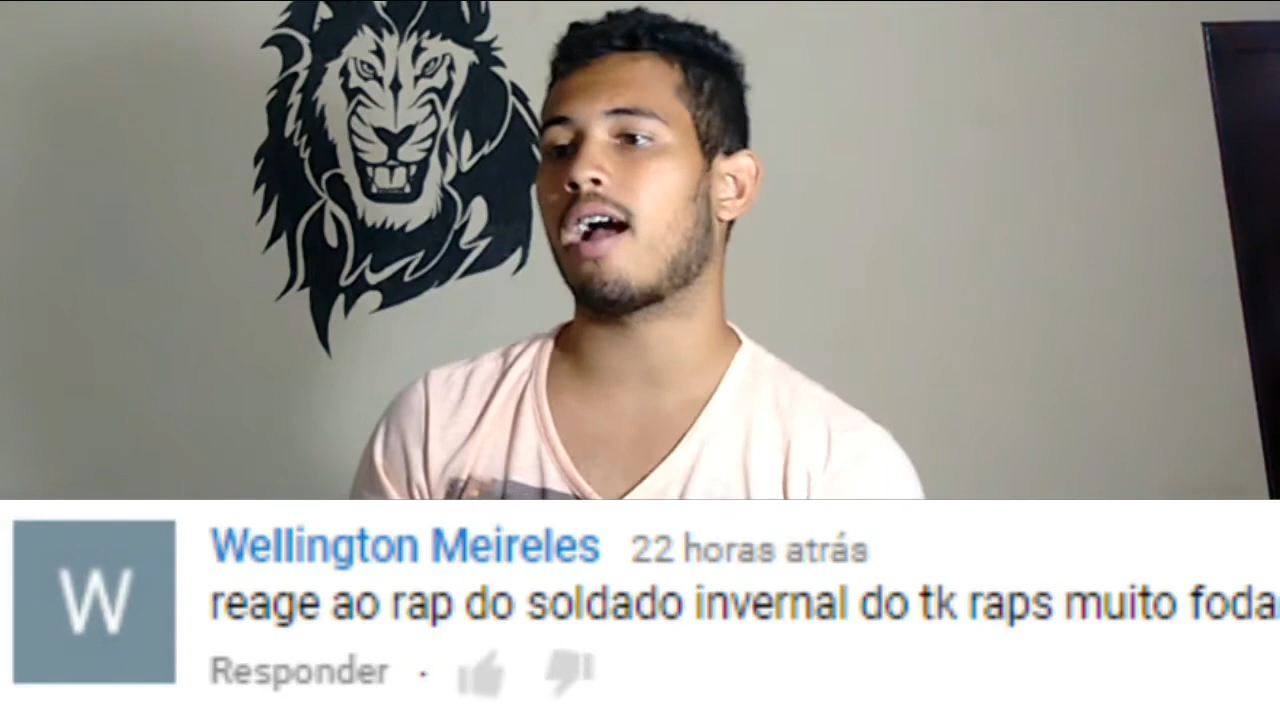 W
Wellington Meireles 22 horas atrás
reage ao rap do soldado invernal do tk raps muito foda
Responder ·